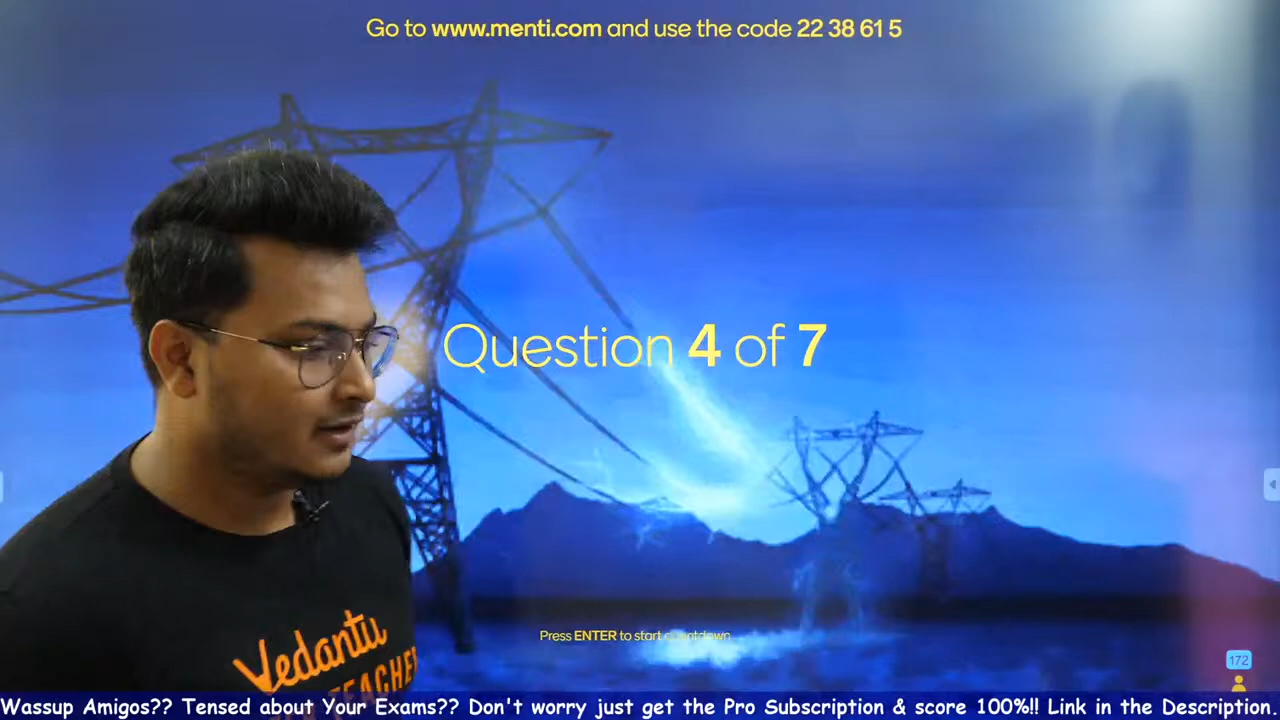 Go to www.menti.com and use the code 22 38 61 5
Question 4 of 7
Press ENTER to start countdown
172
Vedantu
TEACHER
Wassup Amigos?? Tensed about Your Exams?? Don't worry just get the Pro Subscription & score 100%!! Link in the Description.